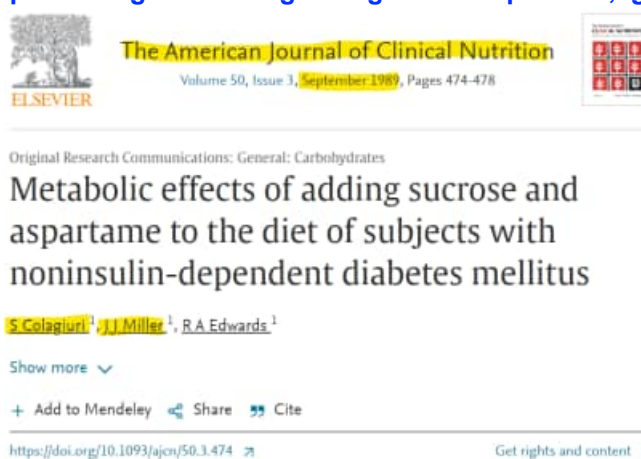 The American Journal of Clinical Nutrition
Volume 50, Issue 3, September 1989, Pages 474-478
ELSEVIER
Original Research Communications: General: Carbohydrates
Metabolic effects of adding sucrose and
aspartame to the diet of subjects with
noninsulin-dependent diabetes mellitus
S Colagiuri 1, J.J. Miller 1, R.A Edwards 1
Show more
+ Add to Mendeley Share Cite
https://doi.org/10.1093/ajcn/50.3.474 Get rights and content